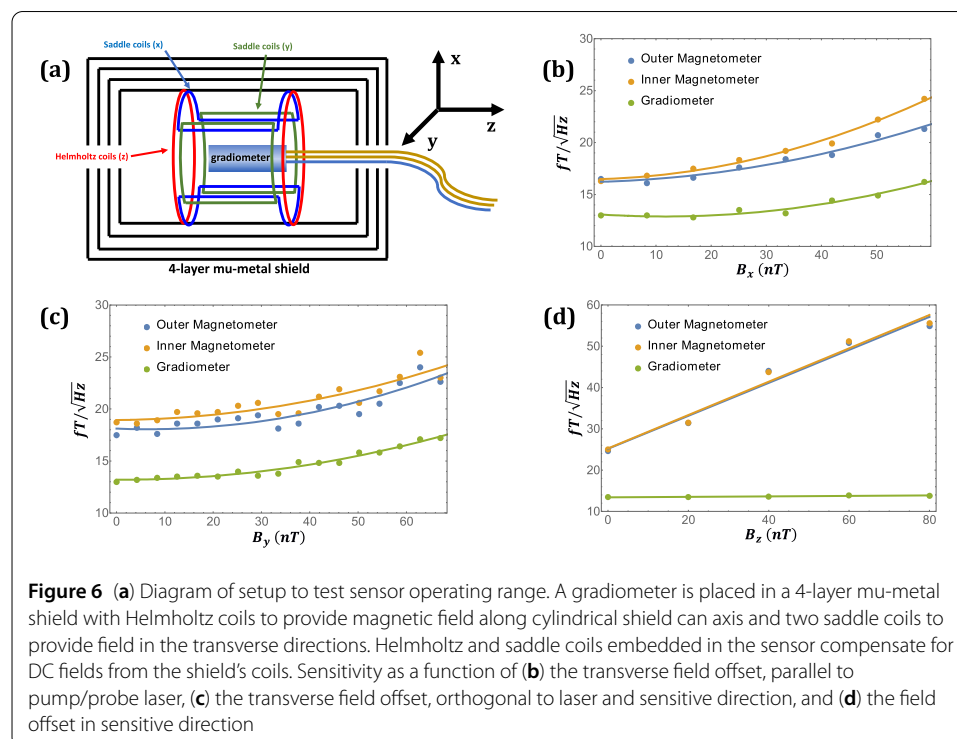 (a)
Saddle coils (x)
Saddle coils (y)
x
z
y
Helmholtz coils (z)
gradiometer
4-layer mu-metal shield
(b)
30
25
20
15
10
fT/√Hz
Outer Magnetometer
Inner Magnetometer
Gradiometer
0 10 20 30 40 50
Bx (nT)
(c)
30
25
20
15
10
fT/√Hz
Outer Magnetometer
Inner Magnetometer
Gradiometer
0 10 20 30 40 50 60
By (nT)
(d)
60
50
40
30
20
10
fT/√Hz
Outer Magnetometer
Inner Magnetometer
Gradiometer
0 20 40 60 80
Bz (nT)
Figure 6 (a) Diagram of setup to test sensor operating range. A gradiometer is placed in a 4-layer mu-metal
shield with Helmholtz coils to provide magnetic field along cylindrical shield can axis and two saddle coils to
provide field in the transverse directions. Helmholtz and saddle coils embedded in the sensor compensate for
DC fields from the shield's coils. Sensitivity as a function of (b) the transverse field offset, parallel to
pump/probe laser, (c) the transverse field offset, orthogonal to laser and sensitive direction, and (d) the field
offset in sensitive direction